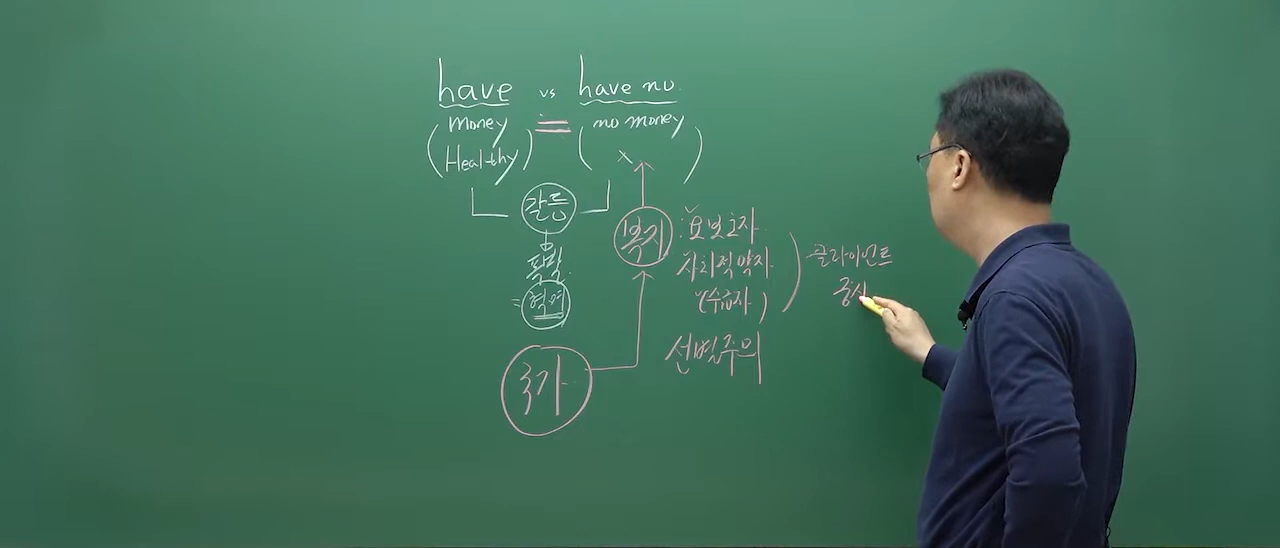 have vs have no
money = no money
Healthy x
갈등
폭력
= 혁명
복지 : 요보호자
사회적 약자
(수급자)
클라이언트
중심
선별주의
국가